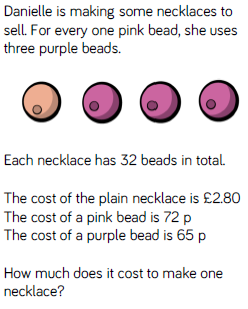 Danielle is making some necklaces to
sell. For every one pink bead, she uses
three purple beads.
Each necklace has 32 beads in total.
The cost of the plain necklace is £2.80
The cost of a pink bead is 72 p
The cost of a purple bead is 65 p
How much does it cost to make one
necklace?